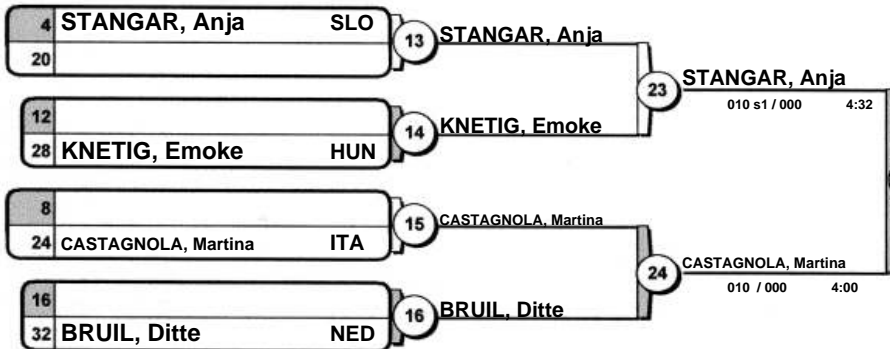 4 STANGAR, Anja SLO
20
13 STANGAR, Anja
12
28 KNETIG, Emoke HUN
14 KNETIG, Emoke
23 STANGAR, Anja
010 s1 / 000 4:32
8
24 CASTAGNOLA, Martina ITA
15 CASTAGNOLA, Martina
16
32 BRUIL, Ditte NED
16 BRUIL, Ditte
24 CASTAGNOLA, Martina
010 / 000 4:00